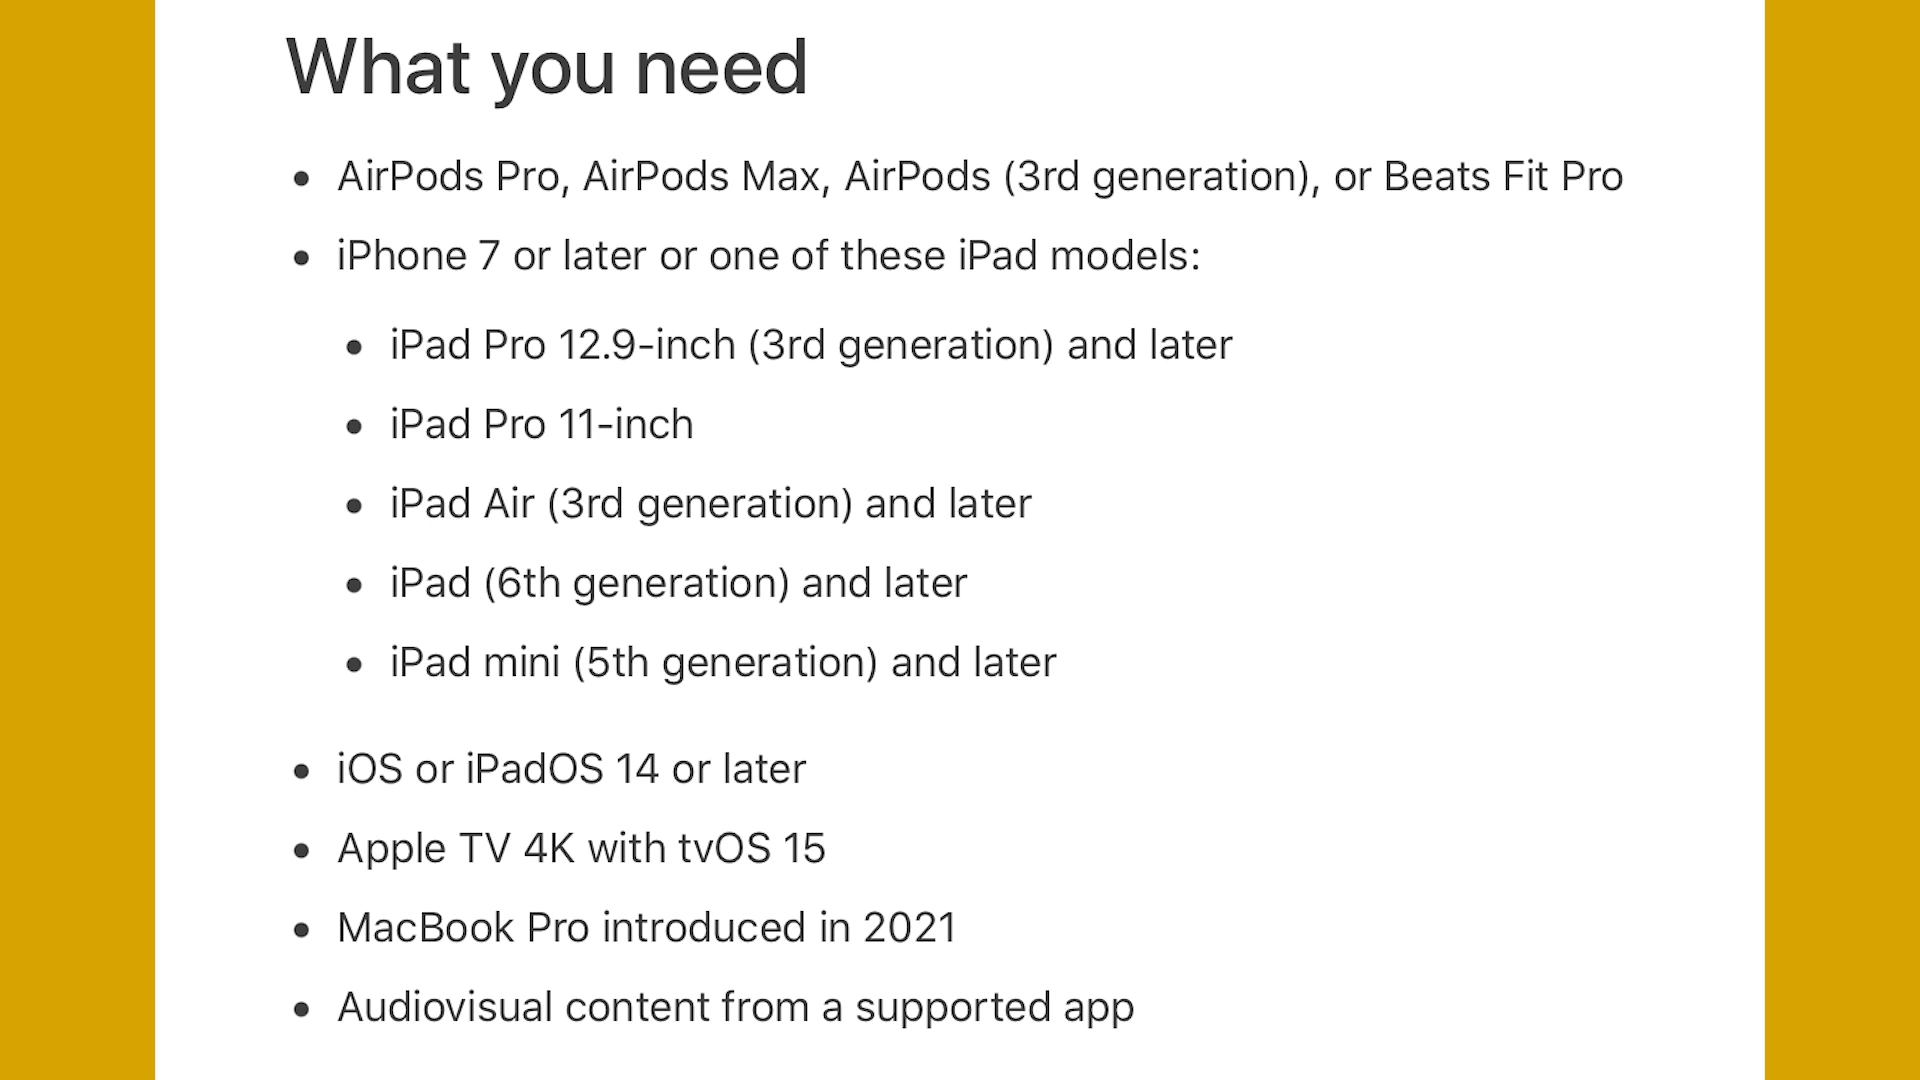 What you need
• AirPods Pro, AirPods Max, AirPods (3rd generation), or Beats Fit Pro
• iPhone 7 or later or one of these iPad models:
• iPad Pro 12.9-inch (3rd generation) and later
• iPad Pro 11-inch
• iPad Air (3rd generation) and later
• iPad (6th generation) and later
• iPad mini (5th generation) and later
• iOS or iPadOS 14 or later
• Apple TV 4K with tvOS 15
• MacBook Pro introduced in 2021
• Audiovisual content from a supported app